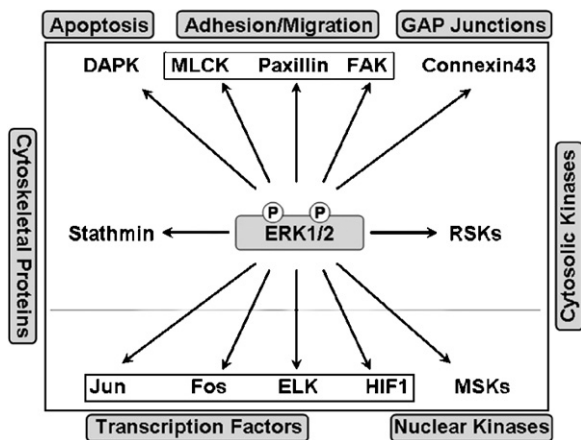 Apoptosis Adhesion/Migration GAP Junctions
DAPK MLCK Paxillin FAK Connexin43
Cytoskeletal Proteins
Cytosolic Kinases
P P
Stathmin ERK1/2 RSKs
Jun Fos ELK HIF1 MSKs
Transcription Factors Nuclear Kinases